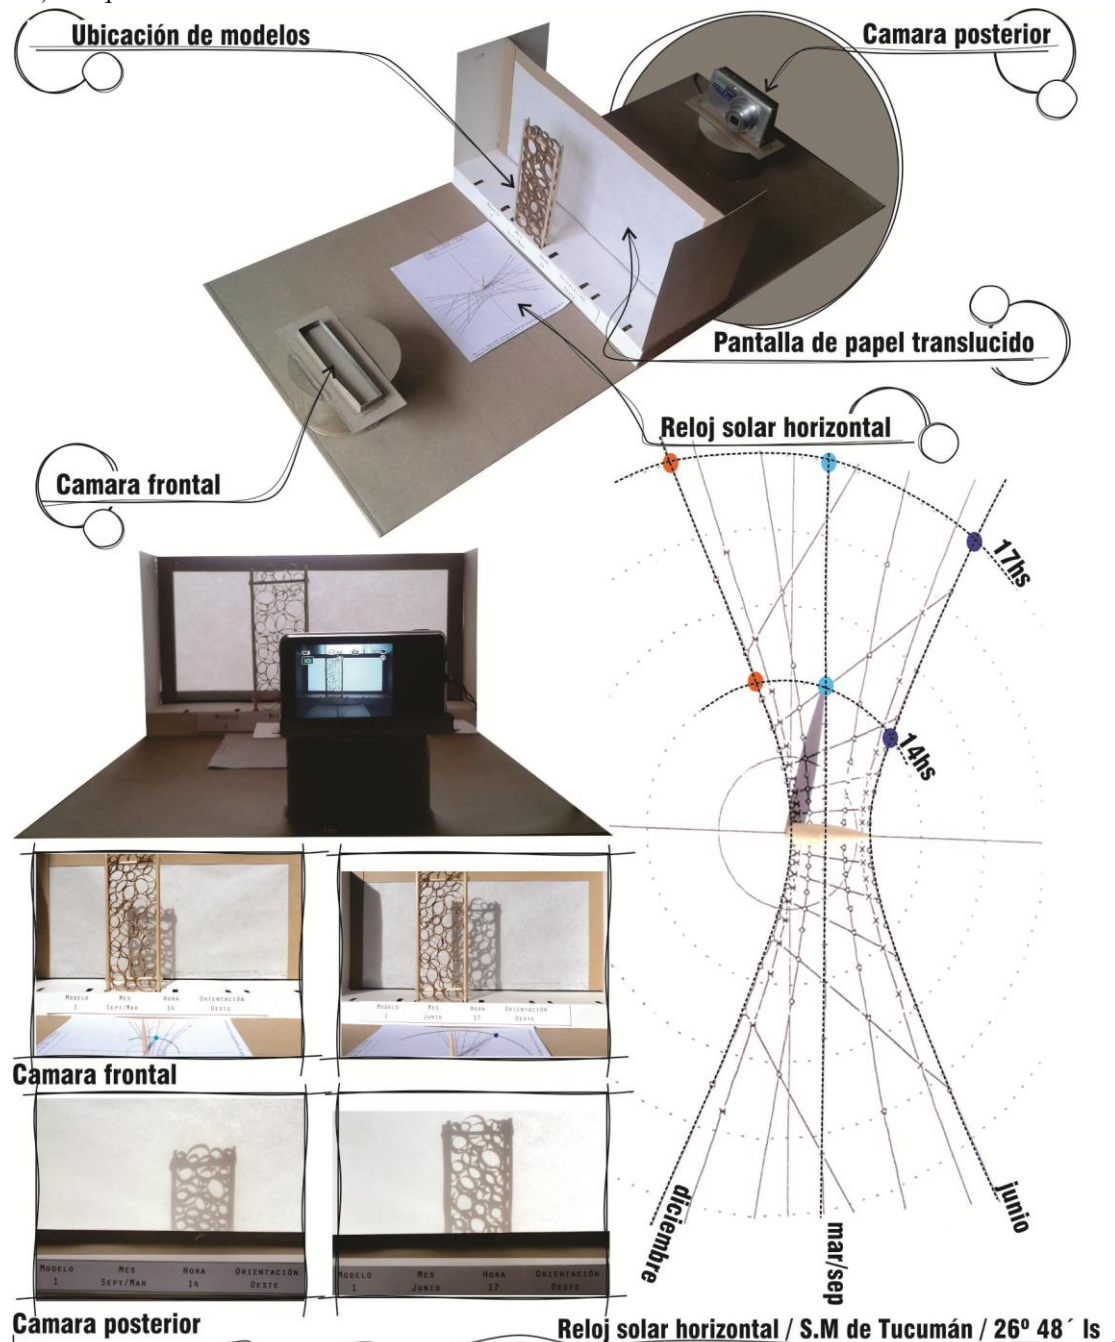 Ubicación de modelos
Camara posterior
Pantalla de papel translucido
Reloj solar horizontal
Camara frontal
17hs
14hs
Modelo Mes Hora Orientación
1 Sept/Mar 14 Oeste
Modelo Mes Hora Orientación
1 Junio 17 Oeste
Camara frontal
diciembre
mar/sep
junio
Modelo Mes Hora Orientación
1 Sept/Mar 14 Oeste
Modelo Mes Hora Orientación
1 Junio 17 Oeste
Camara posterior
Reloj solar horizontal / S.M de Tucumán / 26º 48´ ls